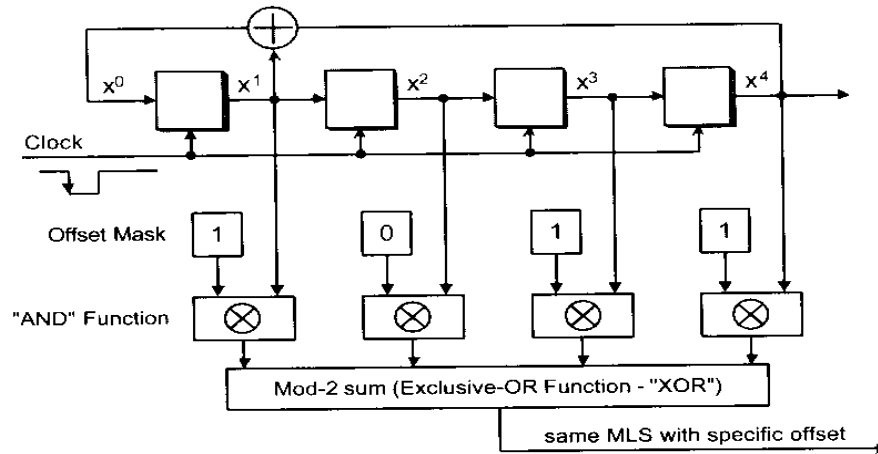 x⁰ x¹ x² x³ x⁴
Clock
Offset Mask 1 0 1 1
"AND" Function
Mod-2 sum (Exclusive-OR Function - "XOR")
same MLS with specific offset